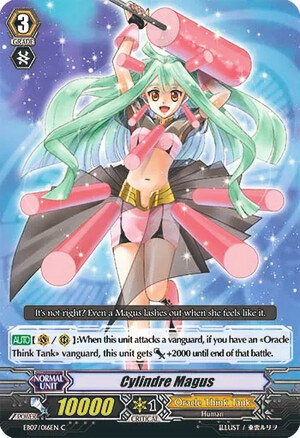 3
GRADE
It's not right? Even a Magus lashes out when she feels like it.
AUTO [ / ]:When this unit attacks a vanguard, if you have an «Oracle
Think Tank» vanguard, this unit gets +2000 until end of that battle.
NORMAL
UNIT
Cylindre Magus
POWER
10000
1
CRITICAL
Oracle Think Tank
Human
EB07/016EN C
ILLUST /